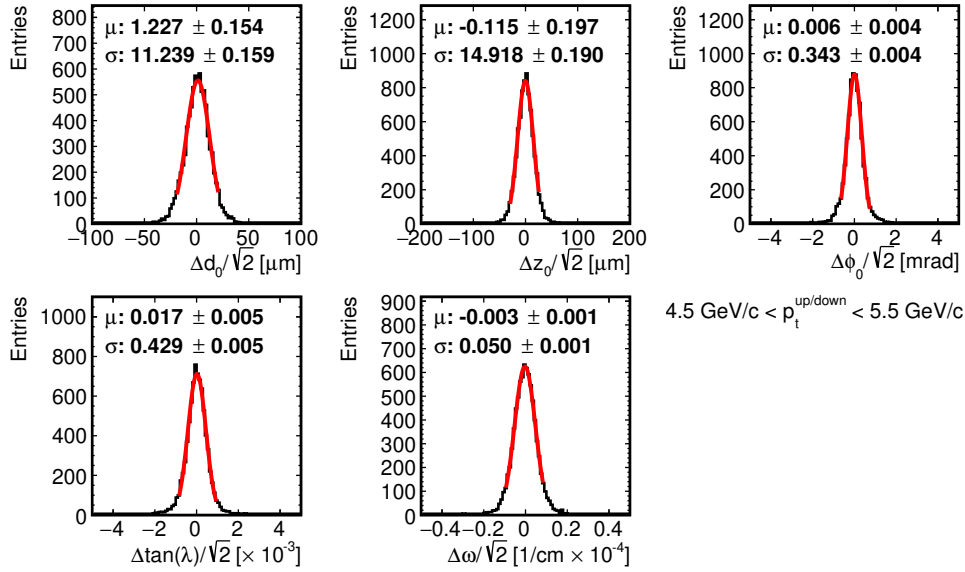 Entries
800
700
600
500
400
300
200
100
0
μ: 1.227 ± 0.154
σ: 11.239 ± 0.159
−100 −50 0 50 100
Δd₀/√2 [μm]
Entries
1200
1000
800
600
400
200
0
μ: -0.115 ± 0.197
σ: 14.918 ± 0.190
−200 −100 0 100 200
Δz₀/√2 [μm]
Entries
1200
1000
800
600
400
200
0
μ: 0.006 ± 0.004
σ: 0.343 ± 0.004
−4 −2 0 2 4
Δϕ₀/√2 [mrad]
Entries
1000
800
600
400
200
0
μ: 0.017 ± 0.005
σ: 0.429 ± 0.005
−4 −2 0 2 4
Δtan(λ)/√2 [× 10⁻³]
Entries
900
800
700
600
500
400
300
200
100
0
μ: -0.003 ± 0.001
σ: 0.050 ± 0.001
−0.4 −0.2 0 0.2 0.4
Δω/√2 [1/cm × 10⁻⁴]
4.5 GeV/c < p_t^up/down < 5.5 GeV/c